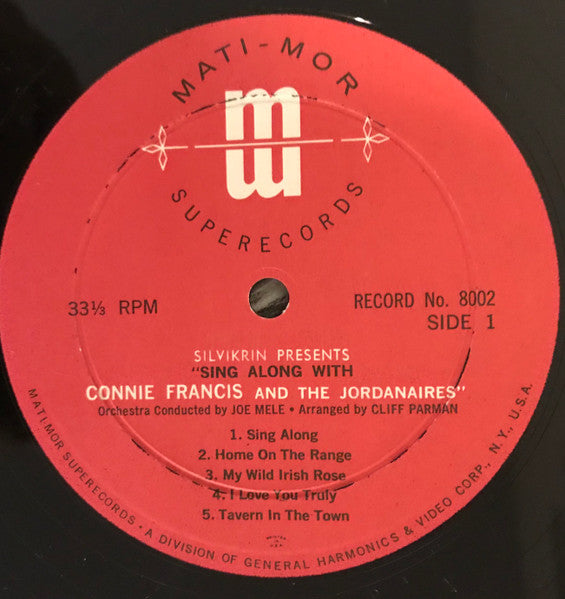 MATI-MOR
m
SUPERECORDS
33⅓ RPM
RECORD No. 8002
SIDE 1
SILVIKRIN PRESENTS
"SING ALONG WITH
CONNIE FRANCIS AND THE JORDANAIRES"
Orchestra Conducted by JOE MELE • Arranged by CLIFF PARMAN
1. Sing Along
2. Home On The Range
3. My Wild Irish Rose
4. I Love You Truly
5. Tavern In The Town
PRINTED
IN
U.S.A.
MATI MOR SUPERECORDS • A DIVISION OF GENERAL HARMONICS & VIDEO CORP., N.Y., U.S.A.